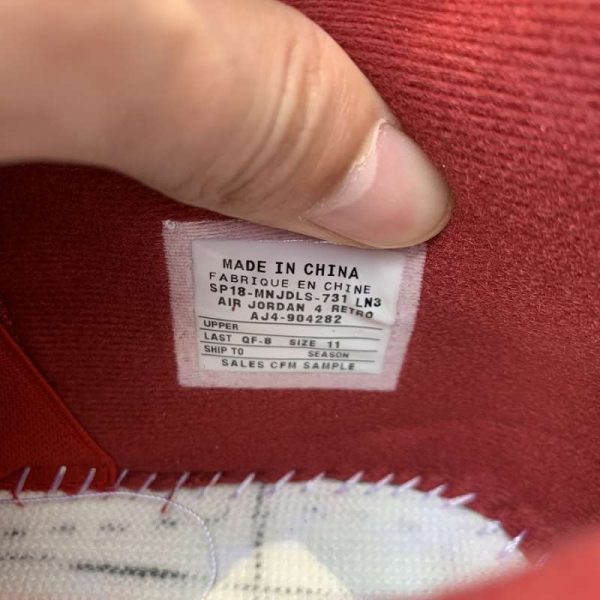 MADE IN CHINA
FABRIQUE EN CHINE
SP18-MNJDLS-731 LN3
AIR JORDAN 4 RETRO
AJ4-904282
UPPER
LAST QF-8 SIZE 11
SHIP TO SEASON
SALES CFM SAMPLE